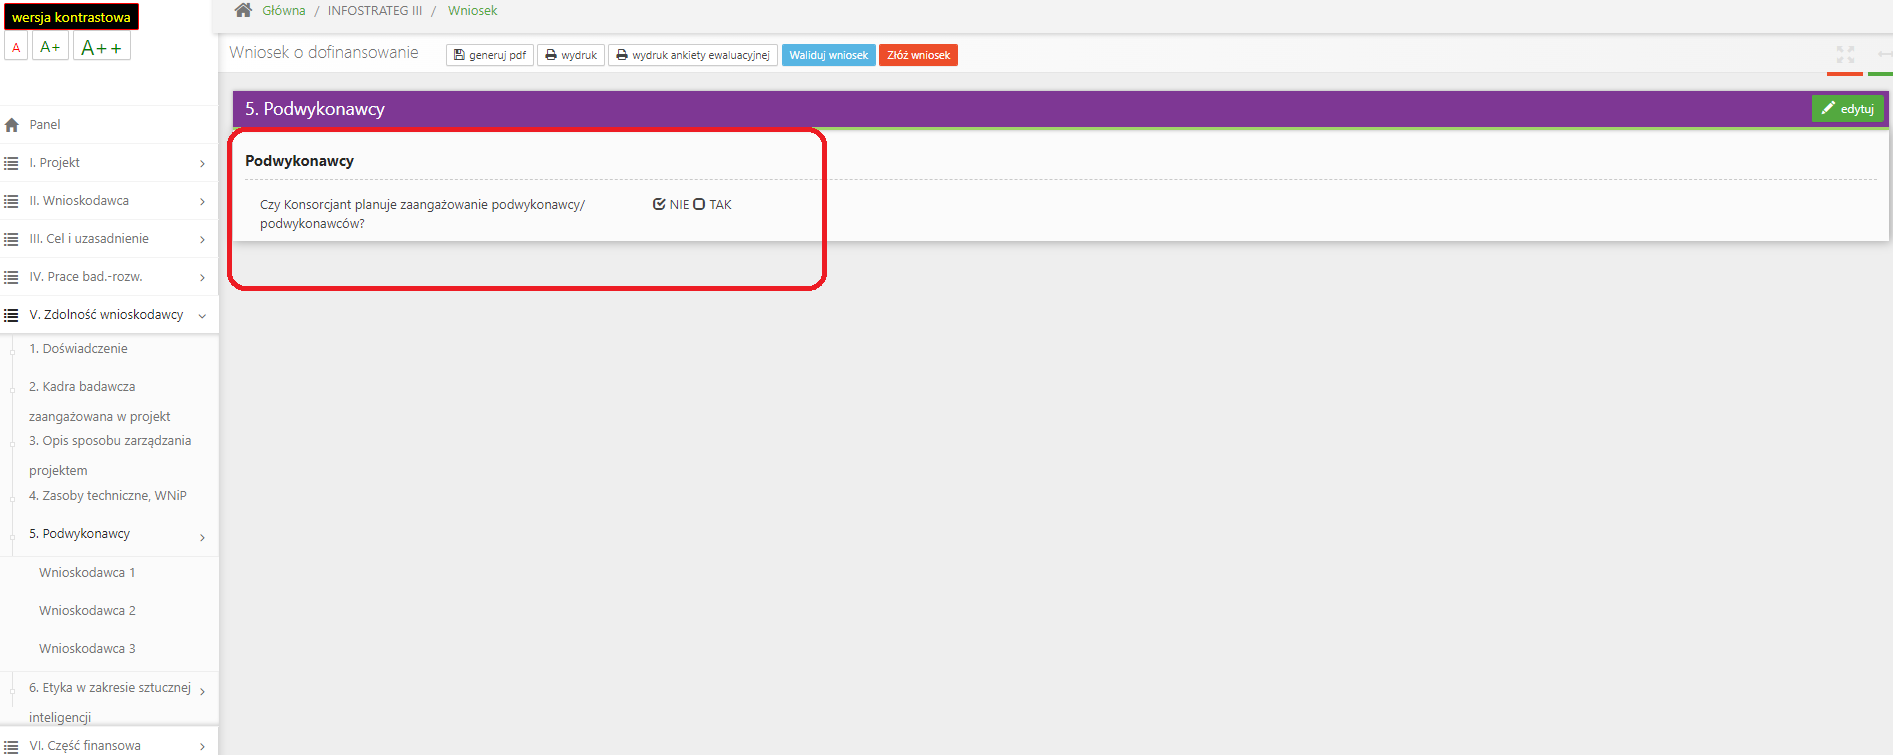 wersja kontrastowa
A A+ A++
Główna / INFOSTRATEG III / Wniosek
Wniosek o dofinansowanie generuj pdf wydruk wydruk ankiety ewaluacyjnej Waliduj wniosek Złóż wniosek
5. Podwykonawcy edytuj
Podwykonawcy
Czy Konsorcjant planuje zaangażowanie podwykonawcy/ NIE TAK
podwykonawców?
Panel
I. Projekt
II. Wnioskodawca
III. Cel i uzasadnienie
IV. Prace bad.-rozw.
V. Zdolność wnioskodawcy
1. Doświadczenie
2. Kadra badawcza
zaangażowana w projekt
3. Opis sposobu zarządzania
projektem
4. Zasoby techniczne, WNiP
5. Podwykonawcy
Wnioskodawca 1
Wnioskodawca 2
Wnioskodawca 3
6. Etyka w zakresie sztucznej
inteligencji
VI. Część finansowa